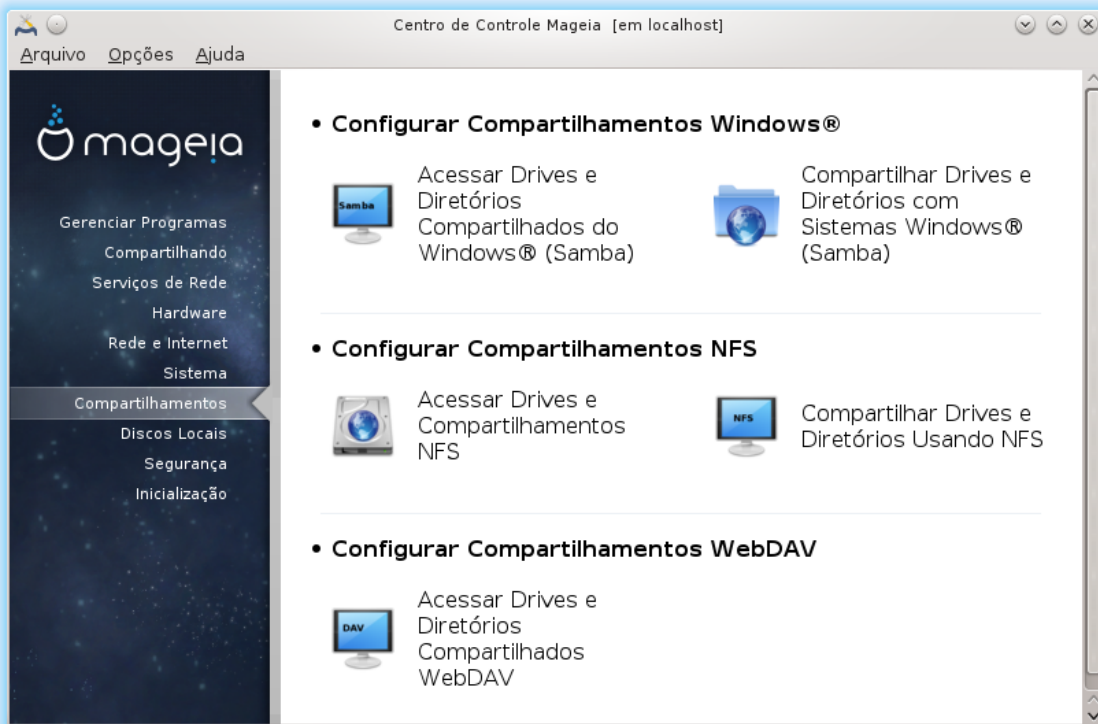 Centro de Controle Mageia [em localhost]
Arquivo Opções Ajuda
mageia
Gerenciar Programas
Compartilhando
Serviços de Rede
Hardware
Rede e Internet
Sistema
Compartilhamentos
Discos Locais
Segurança
Inicialização
• Configurar Compartilhamentos Windows®
Samba
Acessar Drives e
Diretórios
Compartilhados do
Windows® (Samba)
Compartilhar Drives e
Diretórios com
Sistemas Windows®
(Samba)
• Configurar Compartilhamentos NFS
Acessar Drives e
Compartilhamentos
NFS
NFS
Compartilhar Drives e
Diretórios Usando NFS
• Configurar Compartilhamentos WebDAV
DAV
Acessar Drives e
Diretórios
Compartilhados
WebDAV